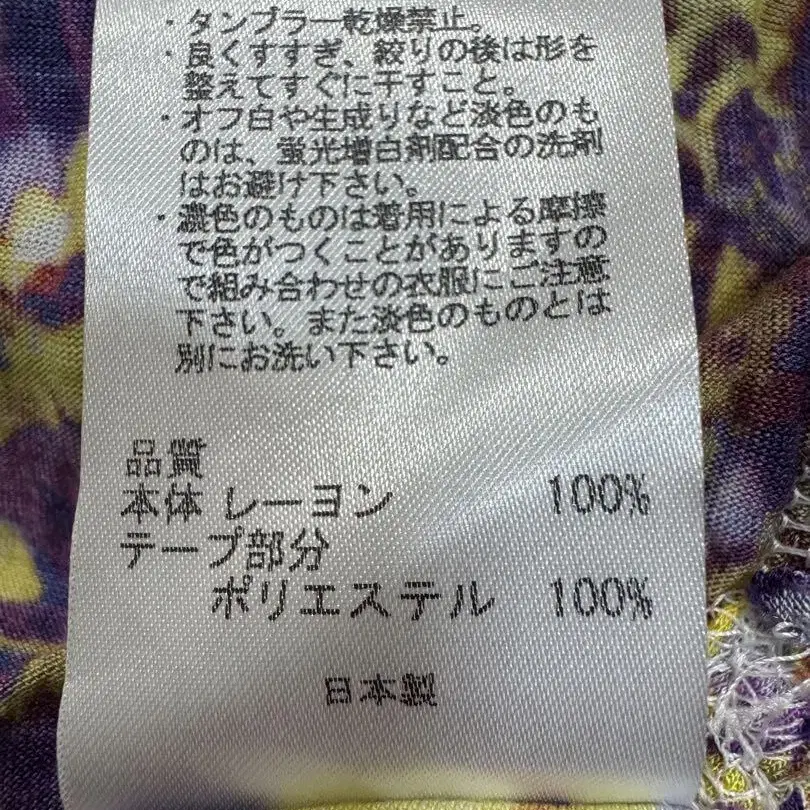 ・タンブラー乾燥禁止。
・良くすすぎ、絞りの後は形を
整えてすぐに干すこと。
・オフ白や生成りなど淡色のも
のは、蛍光増白剤配合の洗剤
はお避け下さい。
・濃色のものは着用による摩擦
で色がつくことがありますの
で組み合わせの衣服にご注意
下さい。また淡色のものとは
別にお洗い下さい。
品質
本体 レーヨン 100%
テープ部分
ポリエステル 100%
日本製